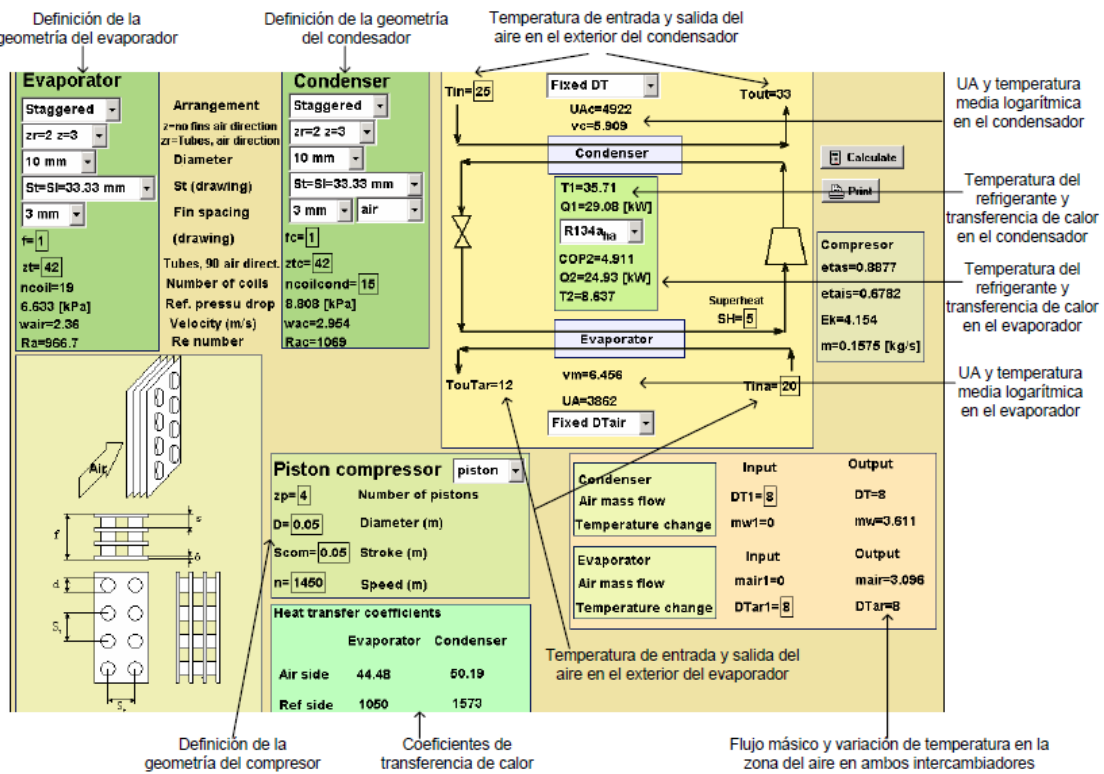 Definición de la
geometría del evaporador
Definición de la geometría
del condesador
Temperatura de entrada y salida del
aire en el exterior del condensador
Evaporator
Staggered
zr=2 z=3
10 mm
St=Sl=33.33 mm
3 mm
f=1
zt=42
ncoil=19
6.633 [kPa]
wair=2.36
Ra=966.7
Arrangement
z=no fins air direction
zr=Tubes, air direction
Diameter
St (drawing)
Fin spacing
(drawing)
Tubes, 90 air direct.
Number of coils
Ref. pressu drop
Velocity (m/s)
Re number
Condenser
Staggered
zr=2 z=3
10 mm
St=Sl=33.33 mm
3 mm air
fc=1
ztc=42
ncoilcond=15
8.808 [kPa]
wac=2.954
Rac=1069
Tin=25
Fixed DT
Tout=33
UAc=4922
vc=5.909
Condenser
T1=35.71
Q1=29.08 [kW]
R134a_ha
COP2=4.911
Q2=24.93 [kW]
T2=8.637
Superheat
SH=5
Evaporator
TouTar=12
vm=6.456
Tina=20
UA=3862
Fixed DTair
Calculate
Print
Compresor
etas=0.8877
etais=0.6782
Ek=4.154
m=0.1575 [kg/s]
UA y temperatura
media logarítmica
en el condensador
Temperatura del
refrigerante y
transferencia de calor
en el condensador
Temperatura del
refrigerante y
transferencia de calor
en el evaporador
UA y temperatura
media logarítmica
en el evaporador
Air
f
s
δ
d
S
S
Piston compressor piston
zp=4 Number of pistons
D=0.05 Diameter (m)
Scom=0.05 Stroke (m)
n=1450 Speed (m)
Heat transfer coefficients
Evaporator Condenser
Air side 44.48 50.19
Ref side 1050 1573
Input Output
Condenser
Air mass flow
Temperature change
DT1=8 DT=8
mw1=0 mw=3.611
Input Output
Evaporator
Air mass flow
Temperature change
mair1=0 mair=3.096
DTar1=8 DTar=8
Temperatura de entrada y salida del
aire en el exterior del evaporador
Definición de la
geometría del compresor
Coeficientes de
transferencia de calor
Flujo másico y variación de temperatura en la
zona del aire en ambos intercambiadores